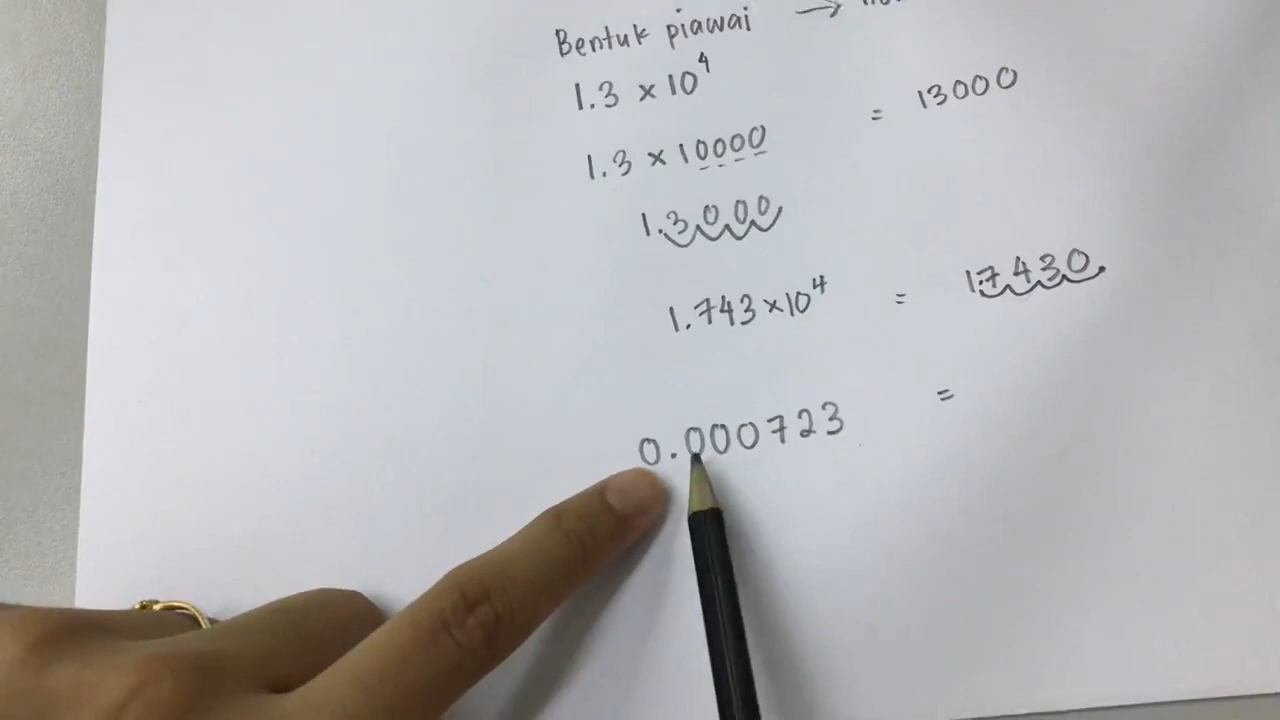 Bentuk piawai →
1.3 × 10⁴
1.3 × 10000 = 13000
1.3000
1.743 × 10⁴ = 17430.
0.000723 =